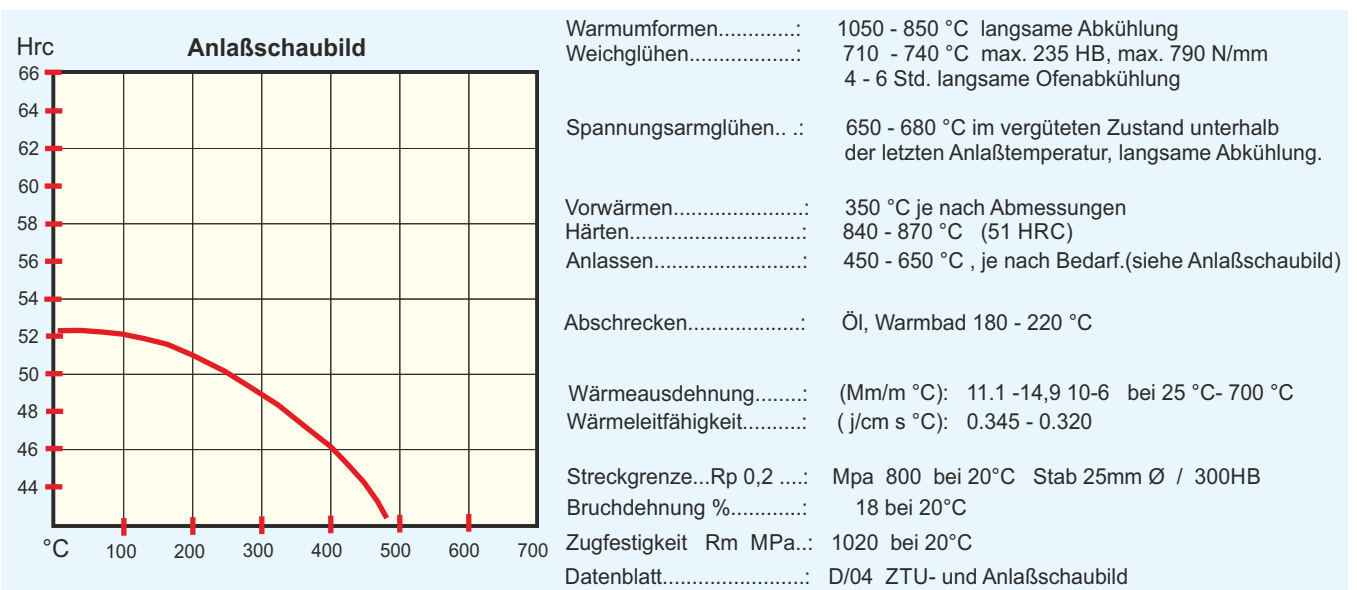 Hrc
Anlaßschaubild
66
64
62
60
58
56
54
52
50
48
46
44
°C
100
200
300
400
500
600
700
Warmumformen............: 1050 - 850 °C langsame Abkühlung
Weichglühen...................: 710 - 740 °C max. 235 HB, max. 790 N/mm
4 - 6 Std. langsame Ofenabkühlung
Spannungsarmglühen.. .: 650 - 680 °C im vergüteten Zustand unterhalb
der letzten Anlaßtemperatur, langsame Abkühlung.
Vorwärmen.......................: 350 °C je nach Abmessungen
Härten...............................: 840 - 870 °C (51 HRC)
Anlassen...........................: 450 - 650 °C , je nach Bedarf.(siehe Anlaßschaubild)
Abschrecken....................: Öl, Warmbad 180 - 220 °C
Wärmeausdehnung........: (Mm/m °C): 11.1 -14,9 10-6 bei 25 °C- 700 °C
Wärmeleitfähigkeit..........: ( j/cm s °C): 0.345 - 0.320
Streckgrenze...Rp 0,2 ....: Mpa 800 bei 20°C Stab 25mm Ø / 300HB
Bruchdehnung %............: 18 bei 20°C
Zugfestigkeit Rm MPa..: 1020 bei 20°C
Datenblatt.........................: D/04 ZTU- und Anlaßschaubild